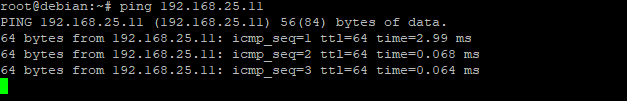 root@debian:~# ping 192.168.25.11
PING 192.168.25.11 (192.168.25.11) 56(84) bytes of data.
64 bytes from 192.168.25.11: icmp_seq=1 ttl=64 time=2.99 ms
64 bytes from 192.168.25.11: icmp_seq=2 ttl=64 time=0.068 ms
64 bytes from 192.168.25.11: icmp_seq=3 ttl=64 time=0.064 ms